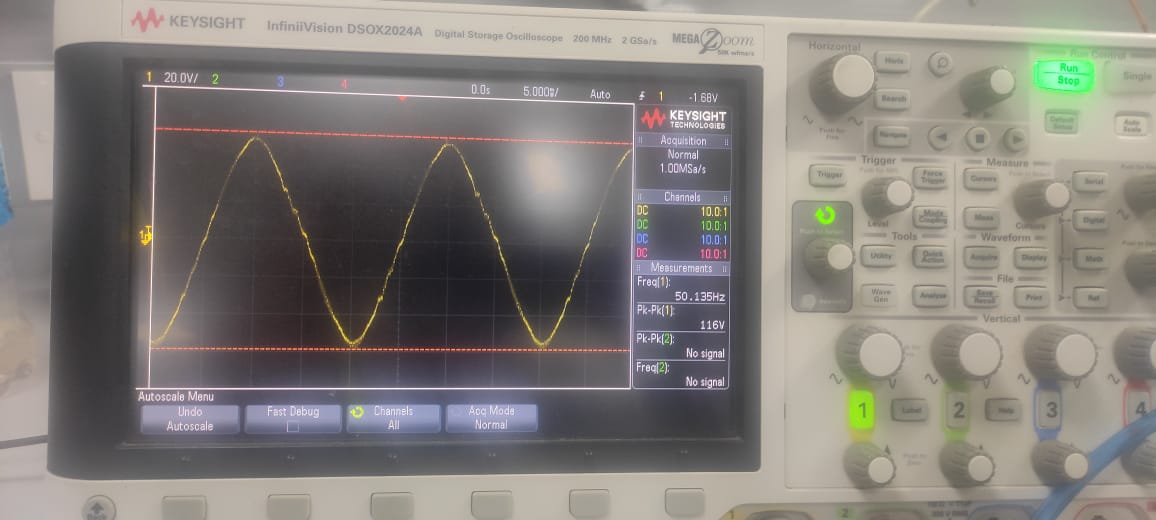 KEYSIGHT InfiniiVision DSOX2024A Digital Storage Oscilloscope 200 MHz 2 GSa/s MEGA Zoom
1 20.0V/ 2 3 4 0.0s 5.000ms/ Auto 1 -1.68V
KEYSIGHT
TECHNOLOGIES
Acquisition
Normal
1.00MSa/s
Channels
DC 10.0:1
DC 10.0:1
DC 10.0:1
DC 10.0:1
Measurements
Freq(1):
50.135Hz
Pk-Pk(1):
116V
Pk-Pk(2):
No signal
Freq(2):
No signal
Autoscale Menu
Undo
Autoscale
Fast Debug
Channels
All
Acq Mode
Normal
Back
Horizontal
Horiz
Search
Navigate
Run Control
Run
Stop
Single
Default
Setup
Auto
Scale
Trigger
Trigger
Force
Trigger
Level
Mode
Coupling
Measure
Cursors
Meas
Cursors
Tools
Utility
Quick
Action
Wave
Gen
Analyze
Waveform
Acquire
Display
File
Save
Recall
Print
Serial
Digital
Math
Ref
Vertical
1
Label
2
Help
3
4